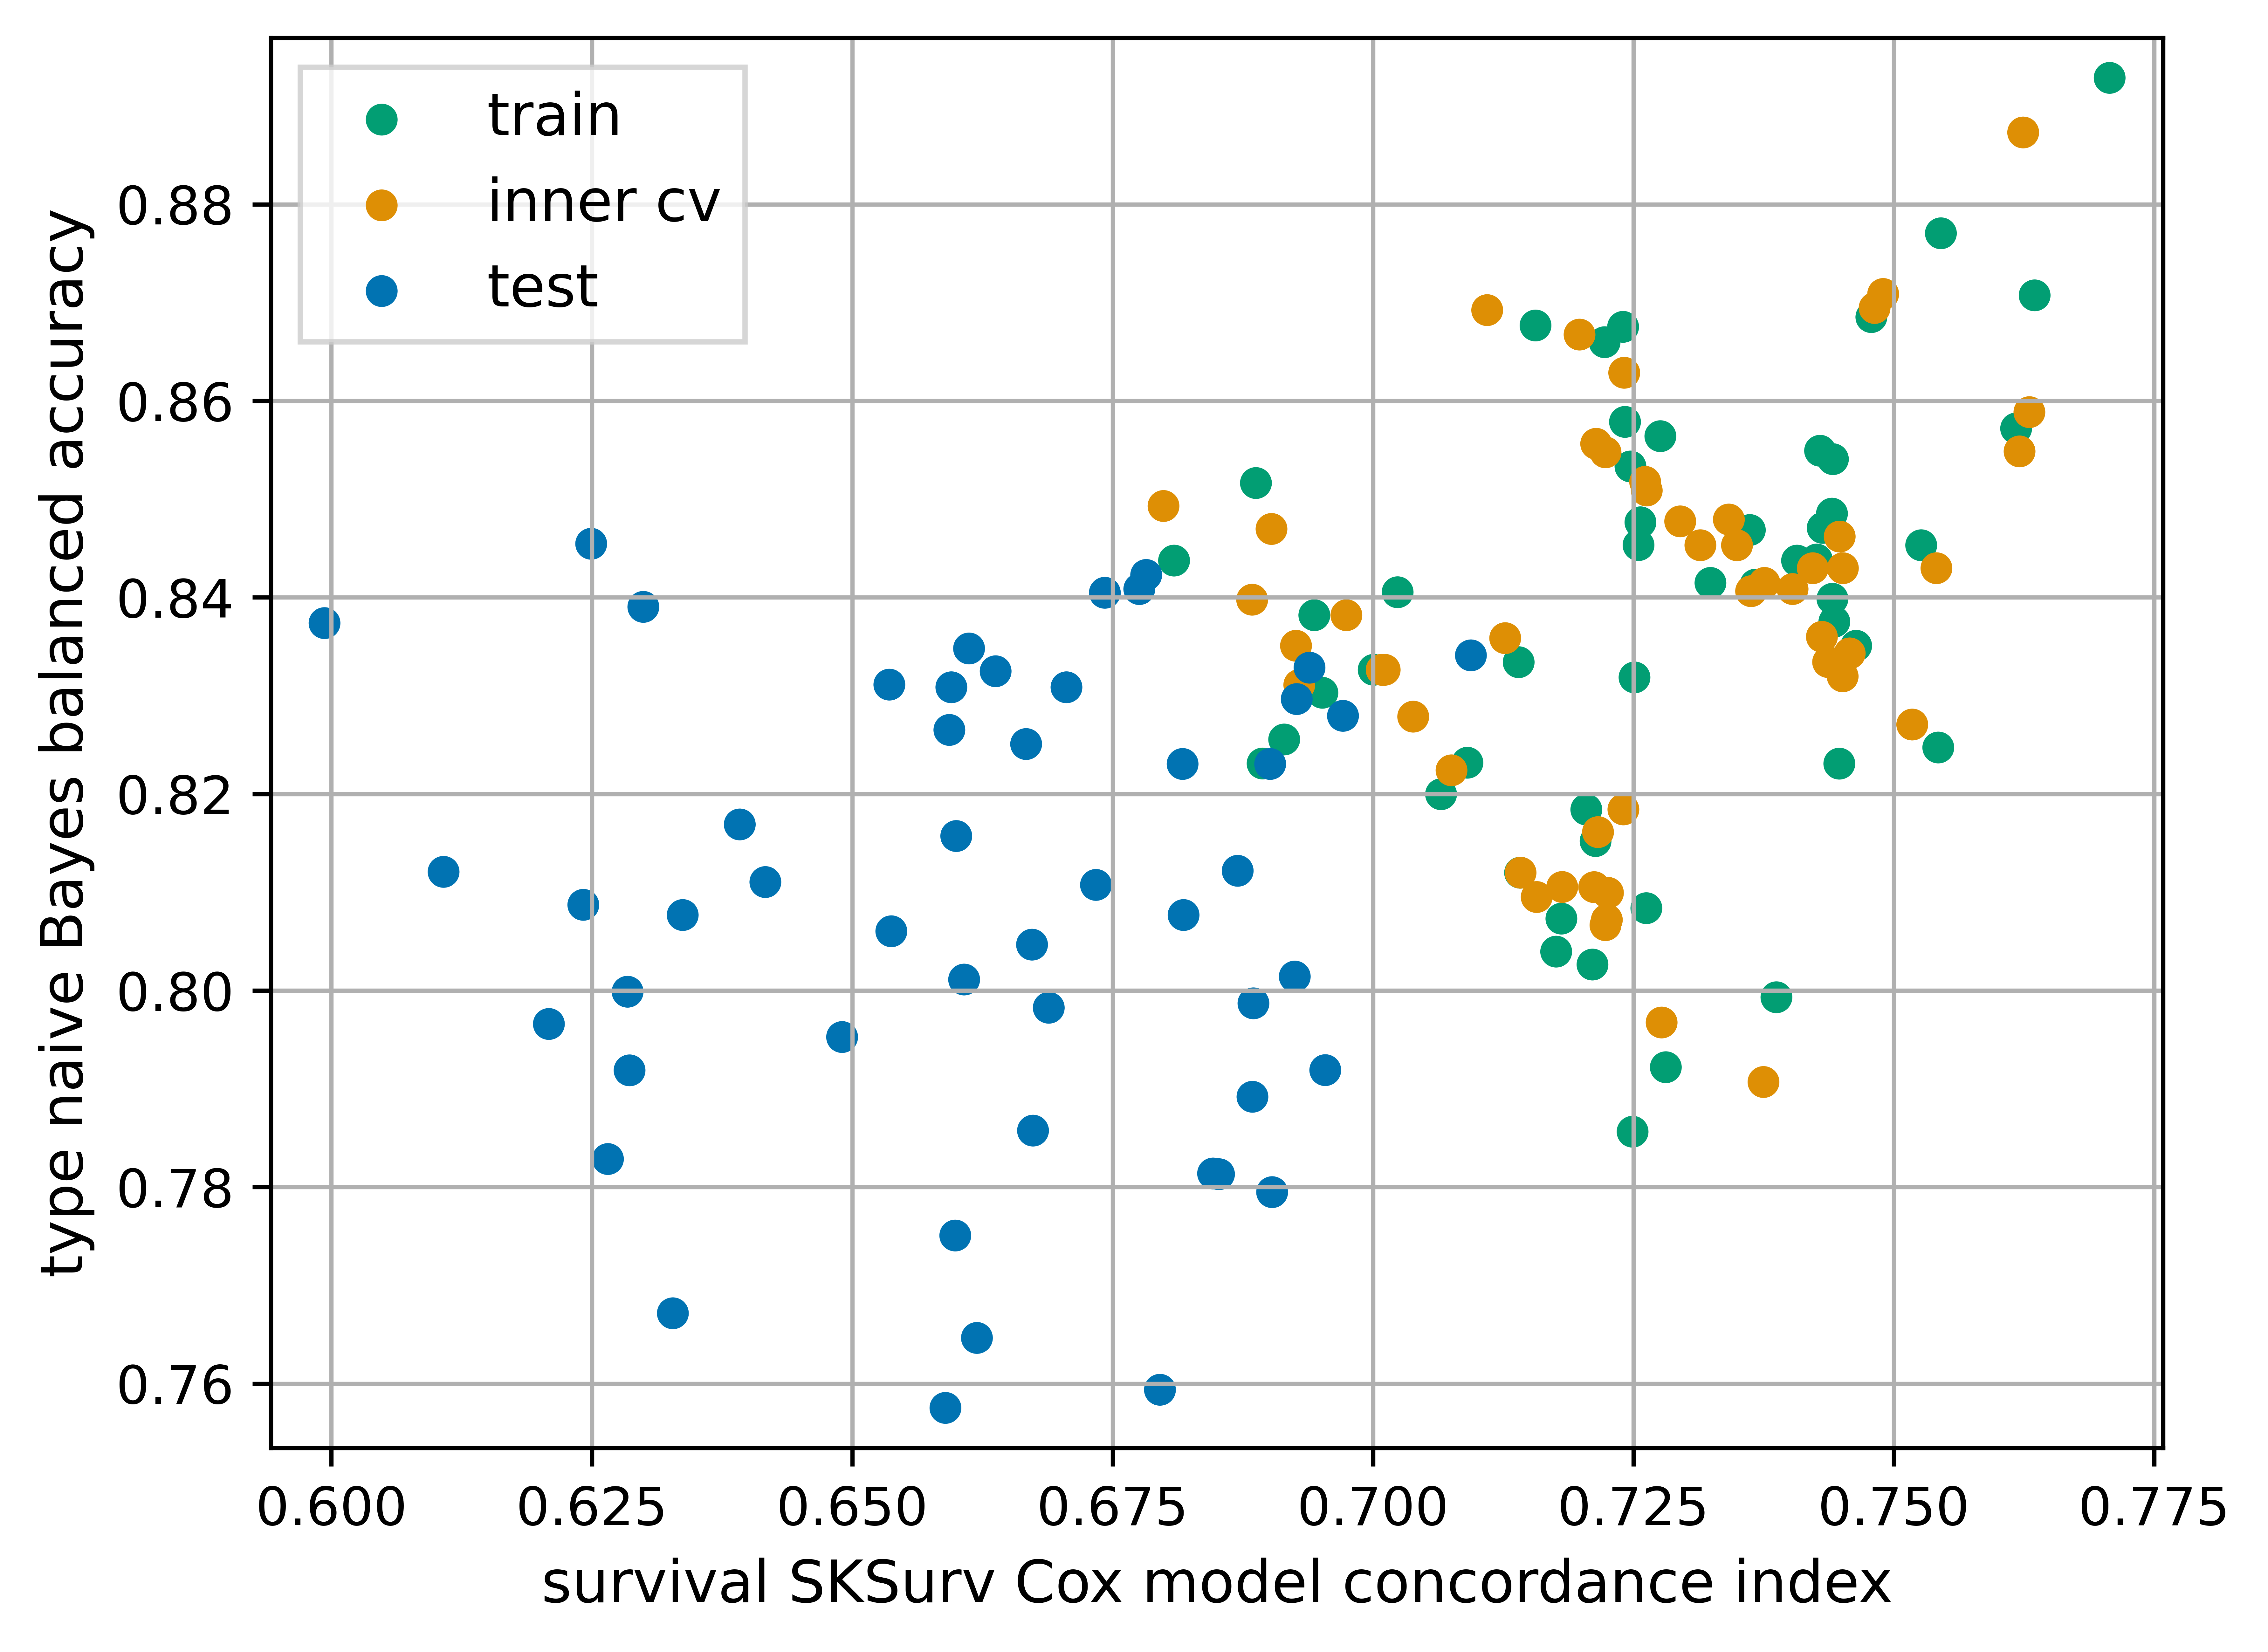 train
inner cv
test
type naive Bayes balanced accuracy
0.88
0.86
0.84
0.82
0.80
0.78
0.76
0.600 0.625 0.650 0.675 0.700 0.725 0.750 0.775
survival SKSurv Cox model concordance index